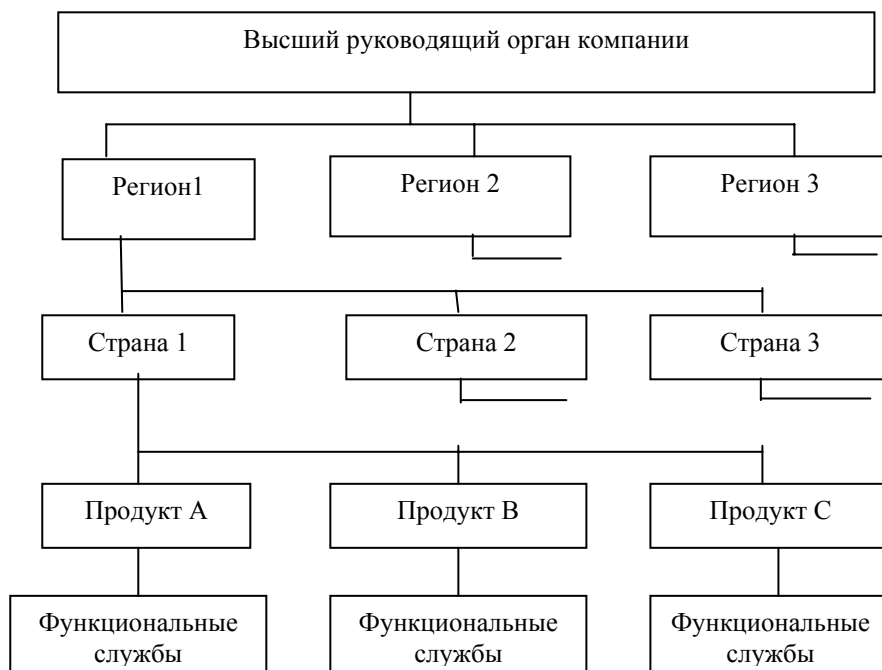 Высший руководящий орган компании
Регион1
Регион 2
Регион 3
Страна 1
Страна 2
Страна 3
Продукт А
Продукт В
Продукт С
Функциональные
службы
Функциональные
службы
Функциональные
службы